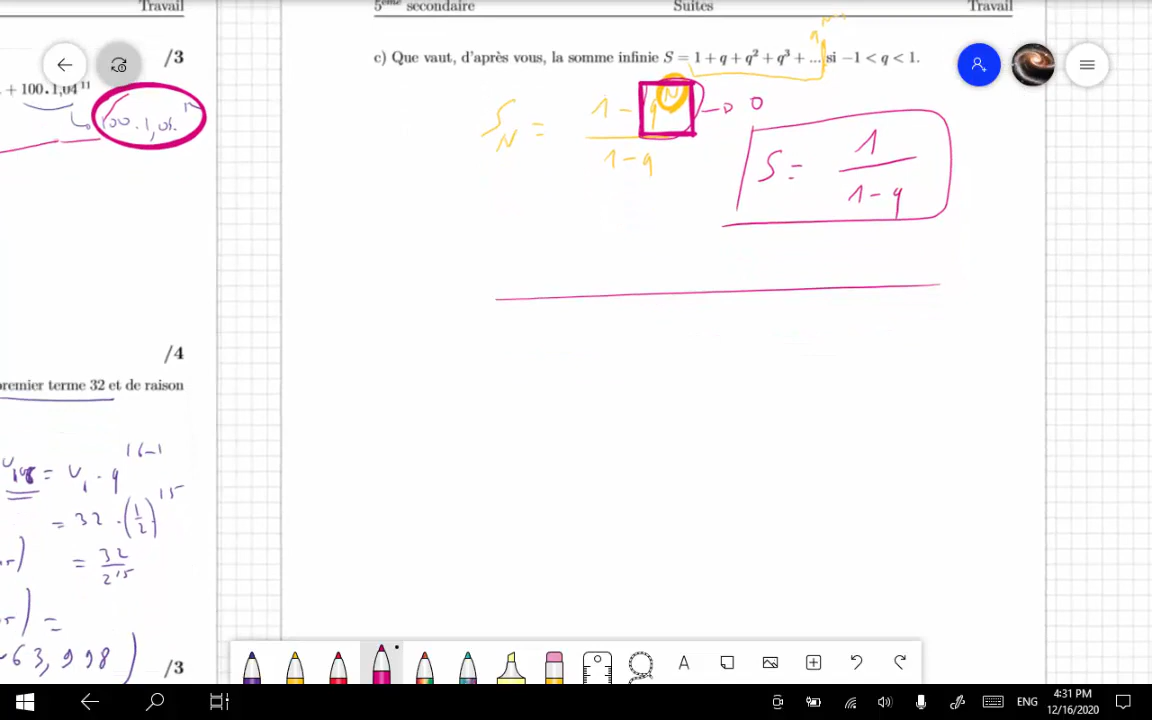 Travail
5ème secondaire
Suites
Travail
/3
+ 100.1,04¹¹
100.1,04.
c) Que vaut, d'après vous, la somme infinie S = 1 + q + q² + q³ + ... si −1 < q < 1.
S_N = (1 - q^N) / (1 - q)
→ 0
S = 1 / (1 - q)
/4
premier terme 32 et de raison
= U₁ . q^(16-1)
= 32 . (1/2)^15
= 32 / 2^15
) =
63,998 )
/3
A
ENG
4:31 PM
12/16/2020